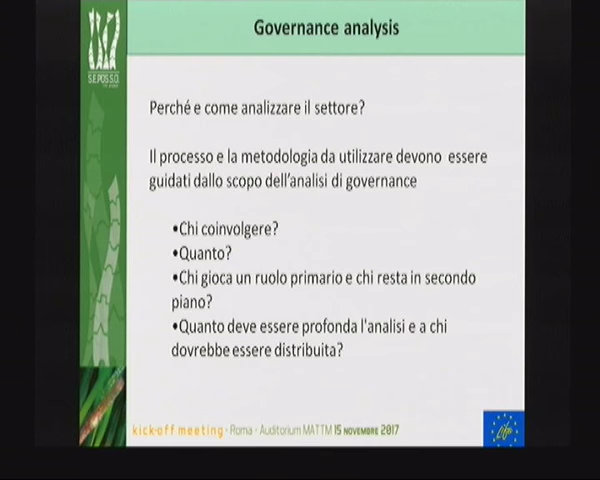 Governance analysis
S.E.POS.S.O.
Perché e come analizzare il settore?
Il processo e la metodologia da utilizzare devono essere
guidati dallo scopo dell'analisi di governance
•Chi coinvolgere?
•Quanto?
•Chi gioca un ruolo primario e chi resta in secondo
piano?
•Quanto deve essere profonda l'analisi e a chi
dovrebbe essere distribuita?
kick-off meeting - Roma - Auditorium MATTM 15 NOVEMBRE 2017
Life